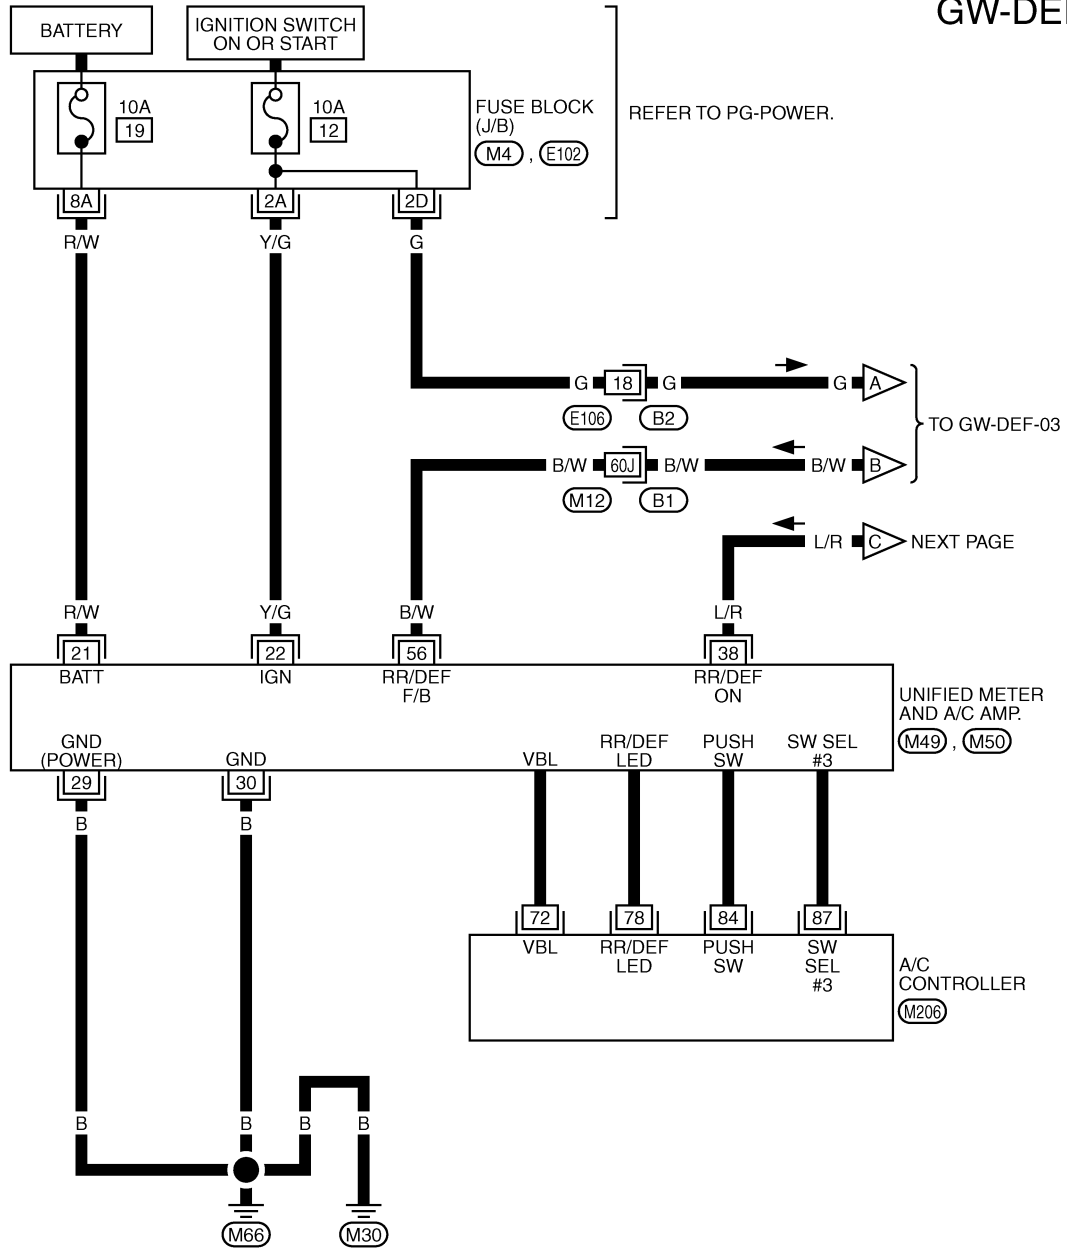 GW-DEF
BATTERY
IGNITION SWITCH
ON OR START
10A
19
10A
12
FUSE BLOCK
(J/B)
M4 , E102
REFER TO PG-POWER.
8A
2A
2D
R/W
Y/G
G
G
18
G
G
A
E106
B2
TO GW-DEF-03
B/W
60J
B/W
B/W
B
M12
B1
L/R
C
NEXT PAGE
R/W
Y/G
B/W
L/R
21
22
56
38
BATT
IGN
RR/DEF
F/B
RR/DEF
ON
UNIFIED METER
AND A/C AMP.
M49 , M50
GND
(POWER)
GND
VBL
RR/DEF
LED
PUSH
SW
SW SEL
#3
29
30
B
B
72
78
84
87
VBL
RR/DEF
LED
PUSH
SW
SW
SEL
#3
A/C
CONTROLLER
M206
B
B
B
B
M66
M30